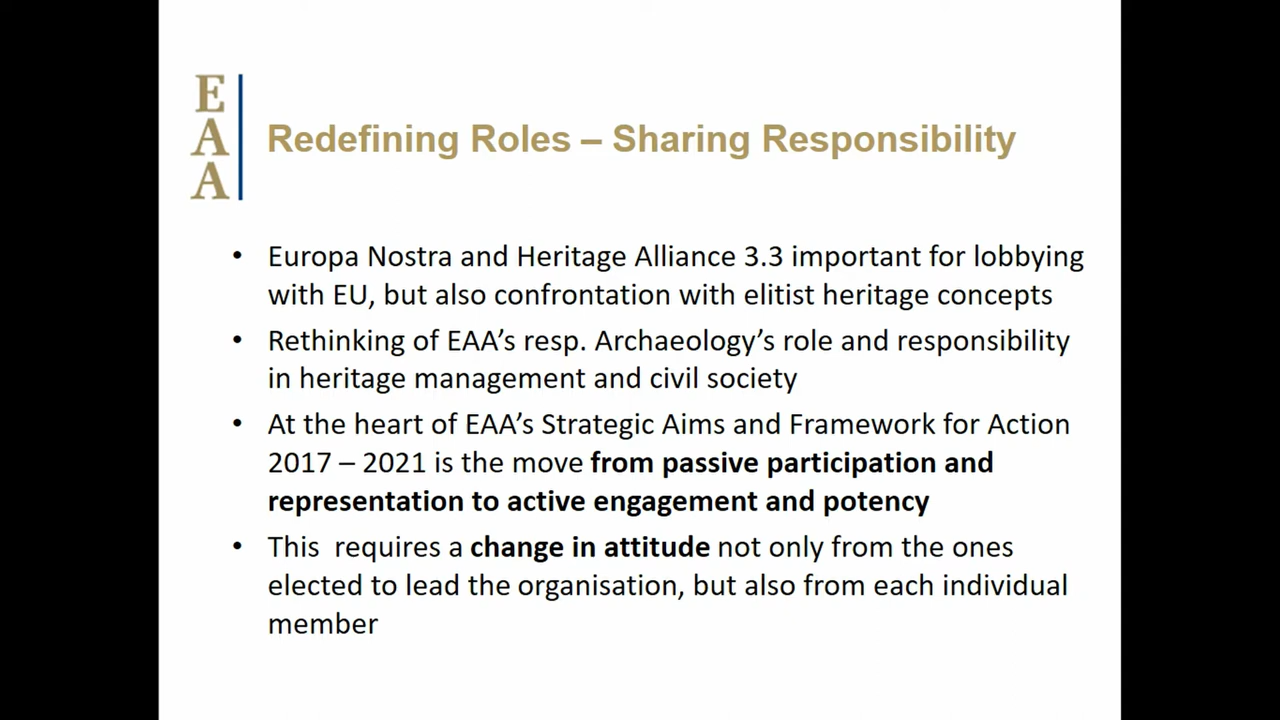 E
A
A
Redefining Roles – Sharing Responsibility
• Europa Nostra and Heritage Alliance 3.3 important for lobbying
with EU, but also confrontation with elitist heritage concepts
• Rethinking of EAA’s resp. Archaeology’s role and responsibility
in heritage management and civil society
• At the heart of EAA’s Strategic Aims and Framework for Action
2017 – 2021 is the move from passive participation and
representation to active engagement and potency
• This  requires a change in attitude not only from the ones
elected to lead the organisation, but also from each individual
member